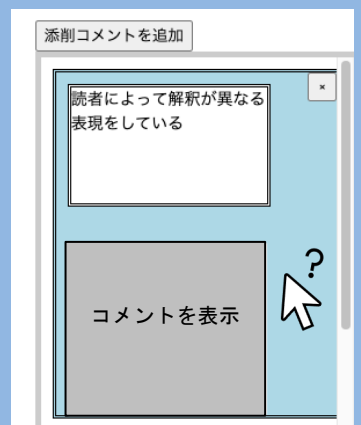 添削コメントを追加
×
読者によって解釈が異なる
表現をしている
?
コメントを表示